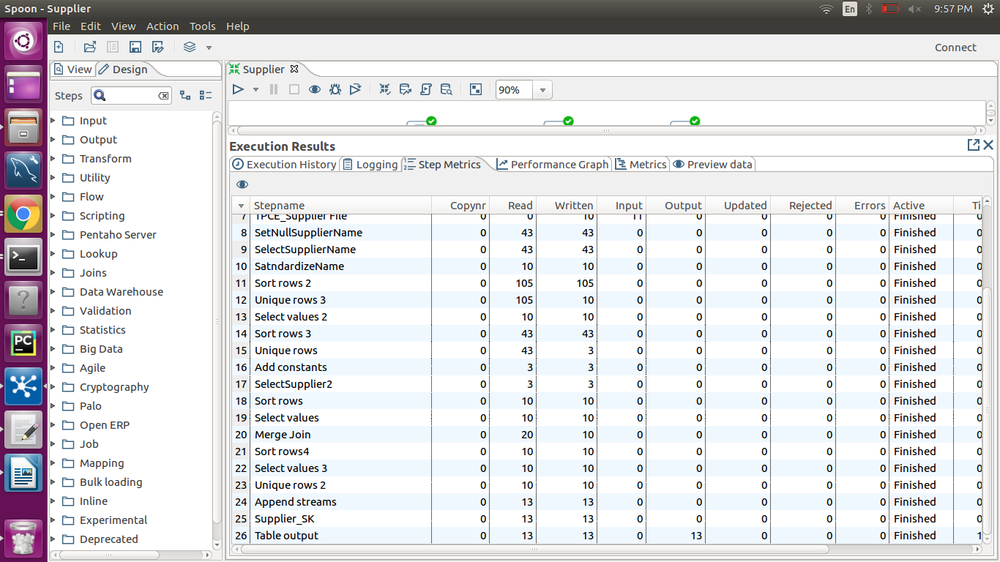 Spoon - Supplier
En
9:57 PM
File Edit View Action Tools Help
Connect
View Design
Supplier
Steps
90%
Input
Output
Transform
Utility
Flow
Scripting
Pentaho Server
Lookup
Joins
Data Warehouse
Validation
Statistics
Big Data
Agile
Cryptography
Palo
Open ERP
Job
Mapping
Bulk loading
Inline
Experimental
Deprecated
PC
Execution Results
Execution History Logging Step Metrics Performance Graph Metrics Preview data
Stepname Copynr Read Written Input Output Updated Rejected Errors Active Ti
7 TPCE_Supplier File 0 0 10 11 0 0 0 0 Finished 0
8 SetNullSupplierName 0 43 43 0 0 0 0 0 Finished 0
9 SelectSupplierName 0 43 43 0 0 0 0 0 Finished 0
10 SatndardizeName 0 10 10 0 0 0 0 0 Finished 0
11 Sort rows 2 0 105 105 0 0 0 0 0 Finished 0
12 Unique rows 3 0 105 10 0 0 0 0 0 Finished 0
13 Select values 2 0 10 10 0 0 0 0 0 Finished 0
14 Sort rows 3 0 43 43 0 0 0 0 0 Finished 0
15 Unique rows 0 43 3 0 0 0 0 0 Finished 0
16 Add constants 0 3 3 0 0 0 0 0 Finished 0
17 SelectSupplier2 0 3 3 0 0 0 0 0 Finished 0
18 Sort rows 0 10 10 0 0 0 0 0 Finished 0
19 Select values 0 10 10 0 0 0 0 0 Finished 0
20 Merge Join 0 20 10 0 0 0 0 0 Finished 0
21 Sort rows4 0 10 10 0 0 0 0 0 Finished 0
22 Select values 3 0 10 10 0 0 0 0 0 Finished 0
23 Unique rows 2 0 10 10 0 0 0 0 0 Finished 0
24 Append streams 0 13 13 0 0 0 0 0 Finished 0
25 Supplier_SK 0 13 13 0 0 0 0 0 Finished 0
26 Table output 0 13 13 0 13 0 0 0 Finished 1